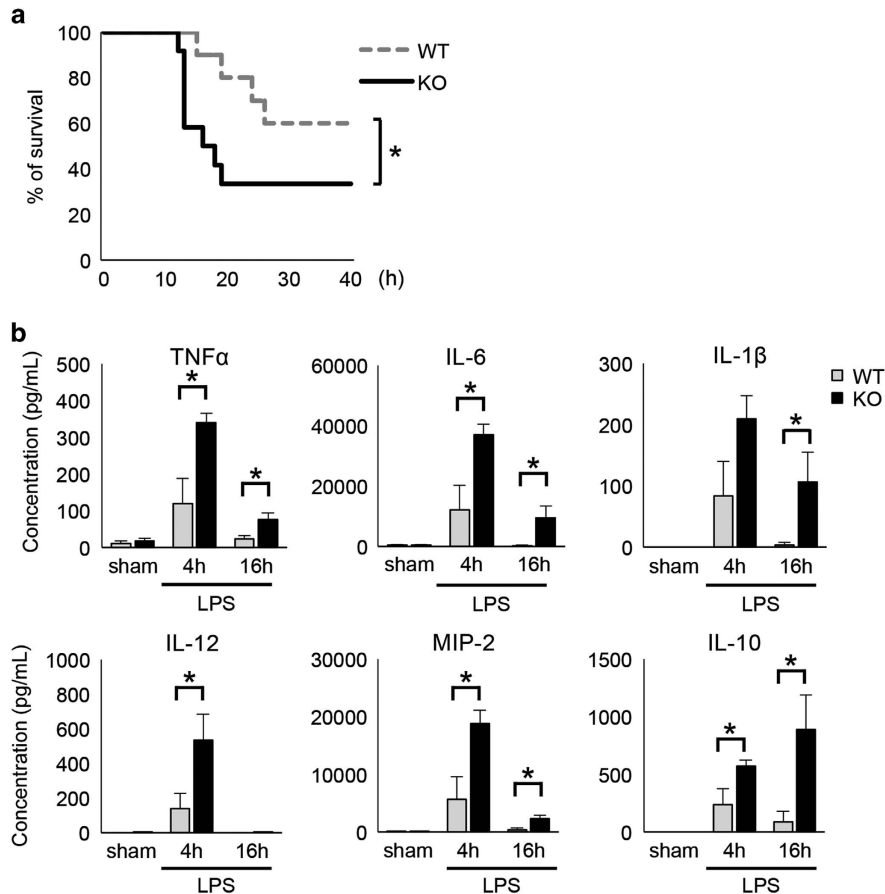 a
100
80
60
40
20
0
% of survival
0 10 20 30 40 (h)
WT
KO
*
b
TNFα
Concentration (pg/mL)
500
400
300
200
100
0
* *
sham 4h 16h
LPS
IL-6
60000
40000
20000
0
* *
sham 4h 16h
LPS
IL-1β
300
200
100
0
*
sham 4h 16h
LPS
WT
KO
IL-12
Concentration (pg/mL)
1000
800
600
400
200
0
*
sham 4h 16h
LPS
MIP-2
30000
20000
10000
0
* *
sham 4h 16h
LPS
IL-10
1500
1000
500
0
* *
sham 4h 16h
LPS